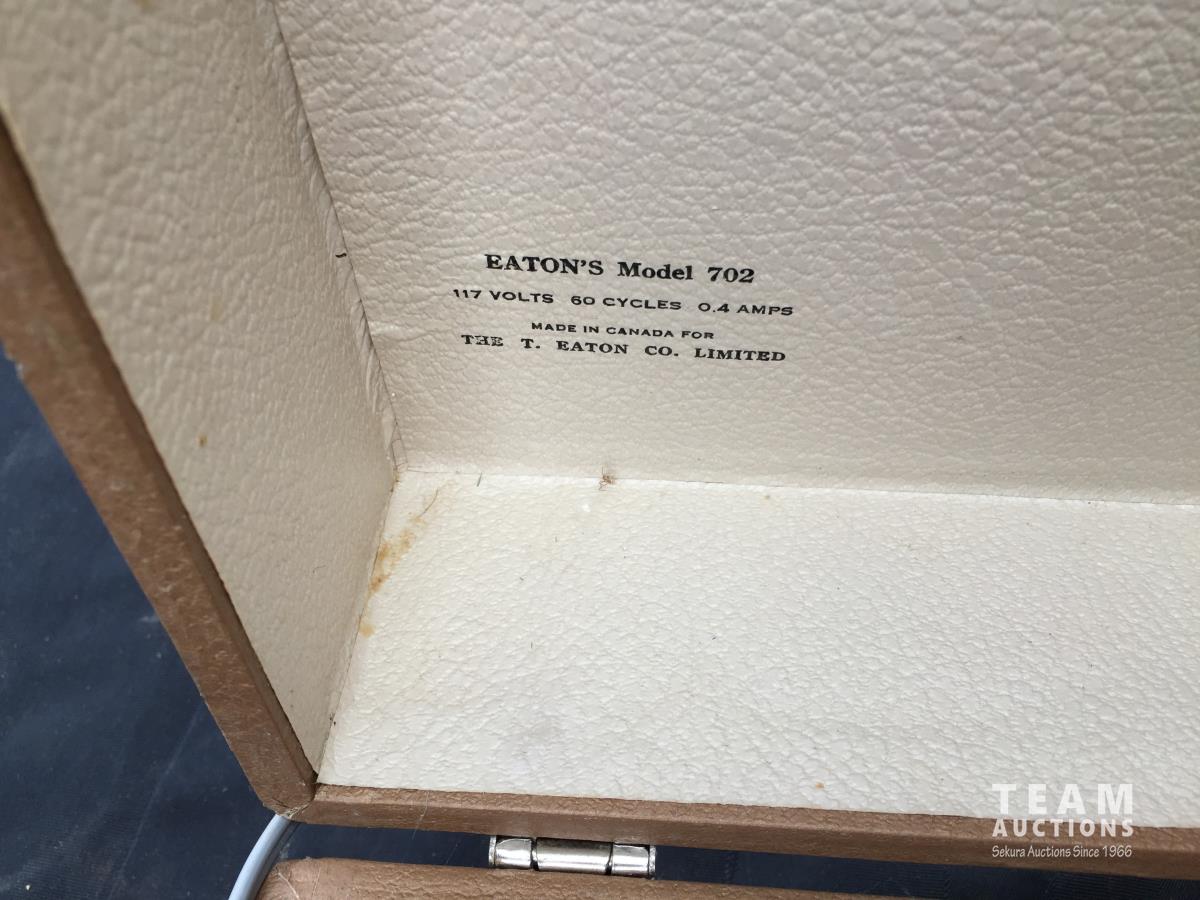 EATON'S Model 702
117 VOLTS 60 CYCLES 0.4 AMPS
MADE IN CANADA FOR
THE T. EATON CO. LIMITED
TEAM
AUCTIONS
Sekura Auctions Since 1966